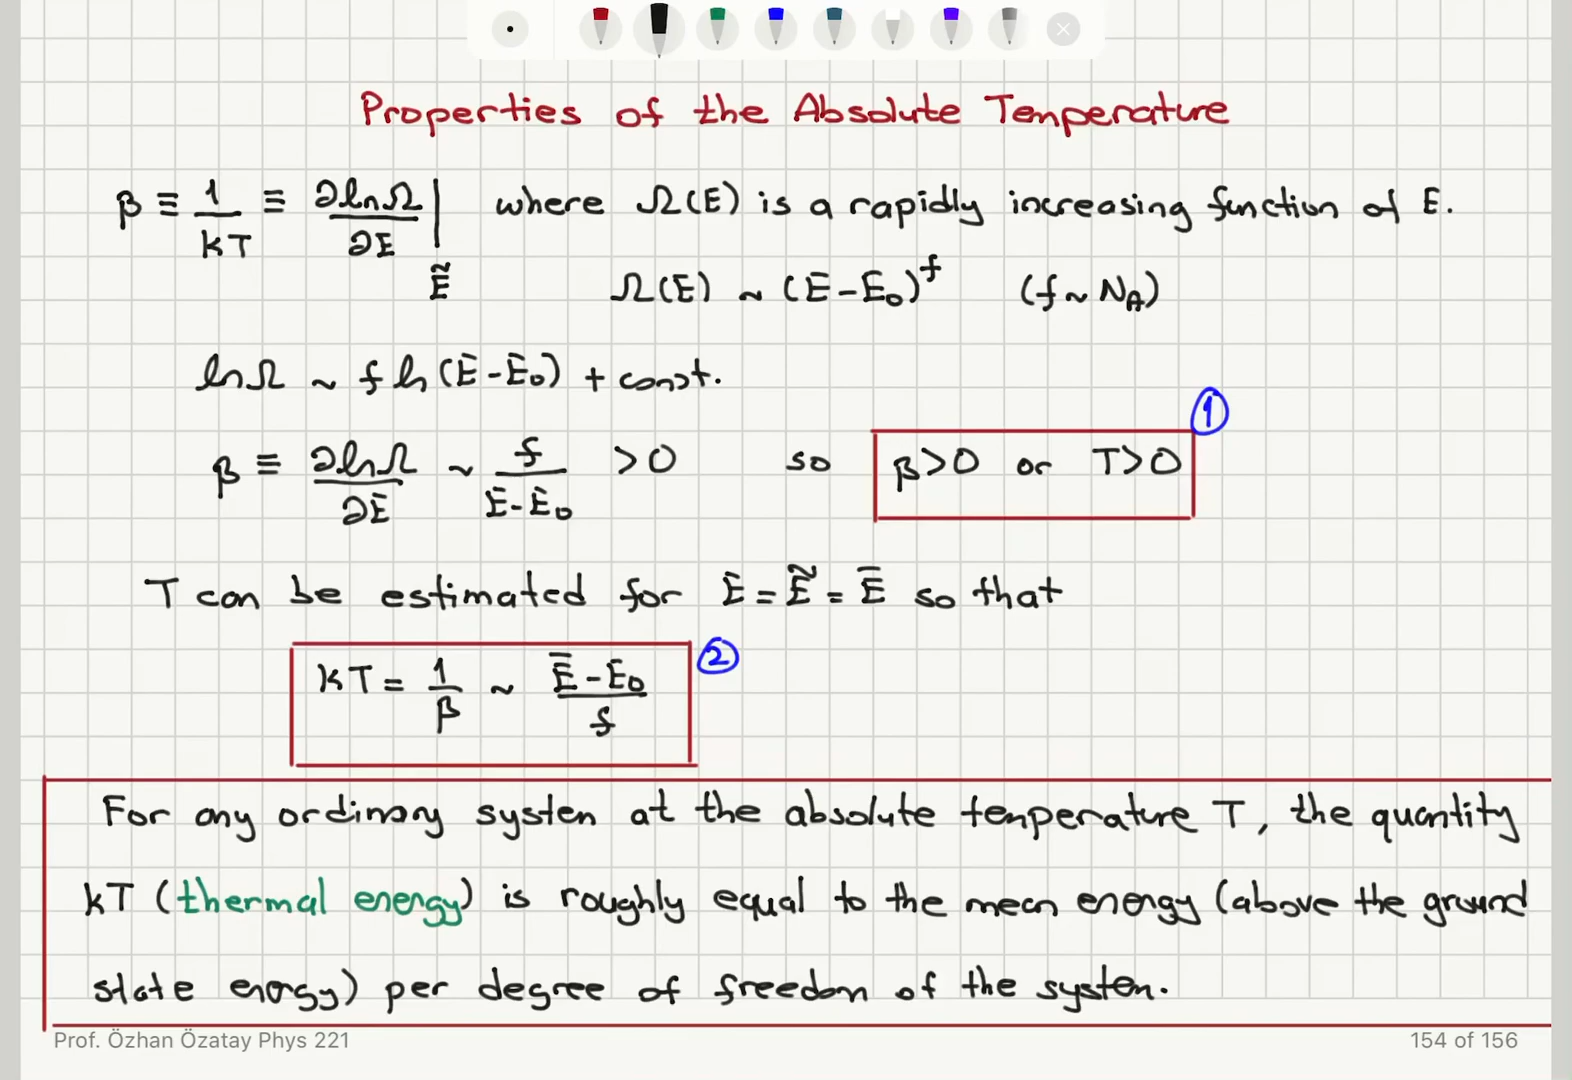 Properties of the Absolute Temperature
β ≡ 1/kT ≡ ∂lnΩ/∂E |_Ẽ where Ω(E) is a rapidly increasing function of E.
Ω(E) ~ (E-E₀)^f (f ~ N_A)
lnΩ ~ f ln(E-E₀) + const.
①
β ≡ ∂lnΩ/∂E ~ f/(E-E₀) >0 so β>0 or T>0
T can be estimated for E = Ẽ = Ē so that
②
kT = 1/β ~ (Ē-E₀)/f
For any ordinary system at the absolute temperature T, the quantity
kT (thermal energy) is roughly equal to the mean energy (above the ground
state energy) per degree of freedom of the system.
Prof. Özhan Özatay Phys 221 154 of 156